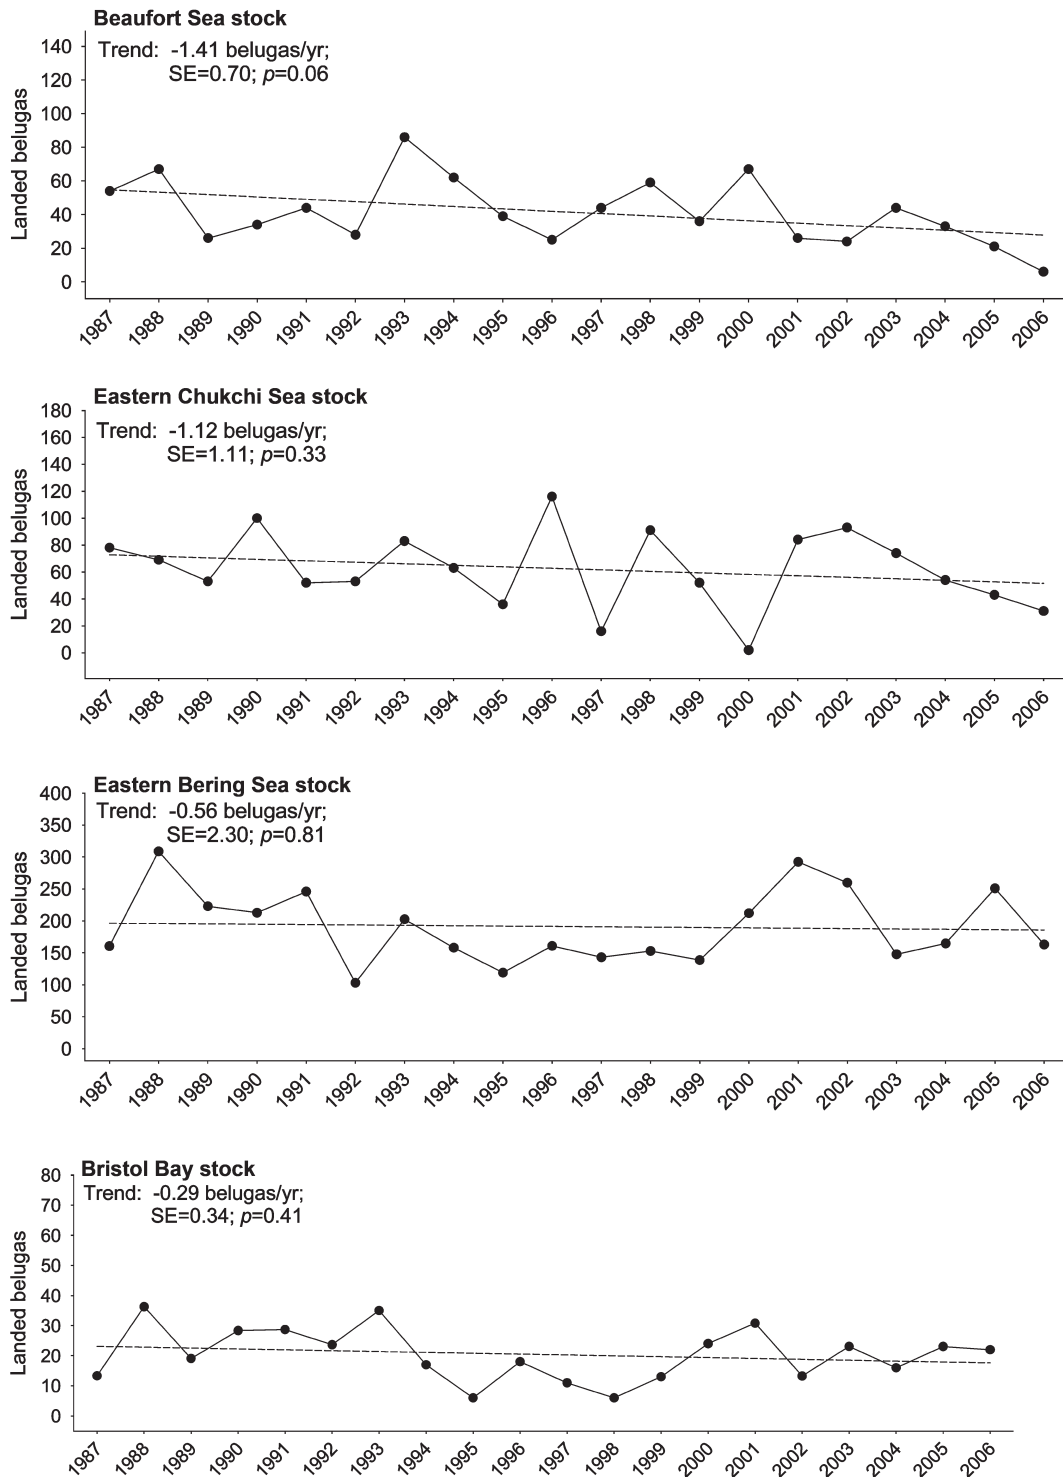 Beaufort Sea stock
Trend: -1.41 belugas/yr;
SE=0.70; p=0.06
Landed belugas
140
120
100
80
60
40
20
0
1987 1988 1989 1990 1991 1992 1993 1994 1995 1996 1997 1998 1999 2000 2001 2002 2003 2004 2005 2006
Eastern Chukchi Sea stock
Trend: -1.12 belugas/yr;
SE=1.11; p=0.33
Landed belugas
180
160
140
120
100
80
60
40
20
0
1987 1988 1989 1990 1991 1992 1993 1994 1995 1996 1997 1998 1999 2000 2001 2002 2003 2004 2005 2006
Eastern Bering Sea stock
Trend: -0.56 belugas/yr;
SE=2.30; p=0.81
Landed belugas
400
350
300
250
200
150
100
50
0
1987 1988 1989 1990 1991 1992 1993 1994 1995 1996 1997 1998 1999 2000 2001 2002 2003 2004 2005 2006
Bristol Bay stock
Trend: -0.29 belugas/yr;
SE=0.34; p=0.41
Landed belugas
80
70
60
50
40
30
20
10
0
1987 1988 1989 1990 1991 1992 1993 1994 1995 1996 1997 1998 1999 2000 2001 2002 2003 2004 2005 2006